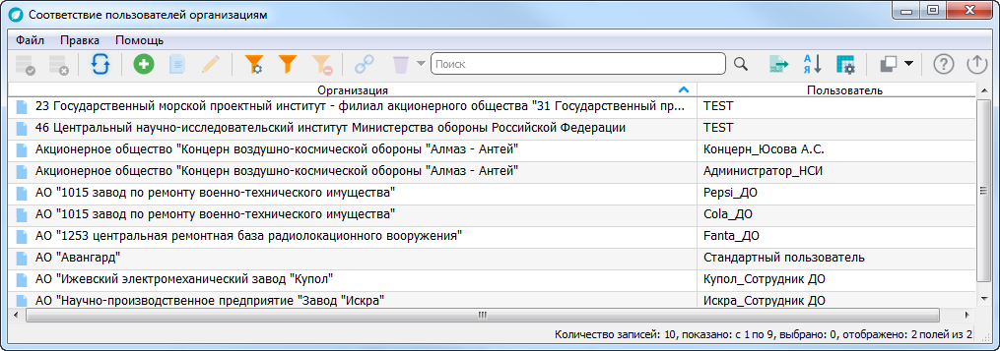 Соответствие пользователей организациям
Файл Правка Помощь
Поиск
А Я
Организация Пользователь
23 Государственный морской проектный институт - филиал акционерного общества "31 Государственный пр... TEST
46 Центральный научно-исследовательский институт Министерства обороны Российской Федерации TEST
Акционерное общество "Концерн воздушно-космической обороны "Алмаз - Антей" Концерн_Юсова А.С.
Акционерное общество "Концерн воздушно-космической обороны "Алмаз - Антей" Администратор_НСИ
АО "1015 завод по ремонту военно-технического имущества" Pepsi_ДО
АО "1015 завод по ремонту военно-технического имущества" Cola_ДО
АО "1253 центральная ремонтная база радиолокационного вооружения" Fanta_ДО
АО "Авангард" Стандартный пользователь
АО "Ижевский электромеханический завод "Купол" Купол_Сотрудник ДО
АО "Научно-производственное предприятие "Завод "Искра" Искра_Сотрудник ДО
Количество записей: 10, показано: с 1 по 9, выбрано: 0, отображено: 2 полей из 2